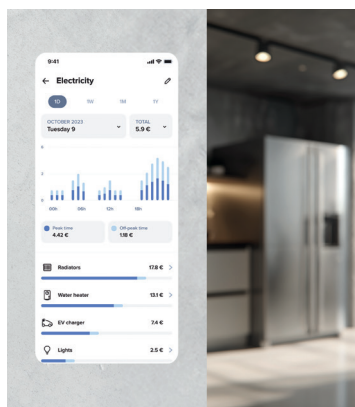 9:41
Electricity
1D 1W 1M 1Y
OCTOBER 2023 TOTAL
Tuesday 9 5.9 €
00h 06h 12h 18h
Peak time Off-peak time
4.42 € 1.18 €
Radiators 17.8 €
Water heater 13.1 €
EV charger 7.4 €
Lights 2.5 €